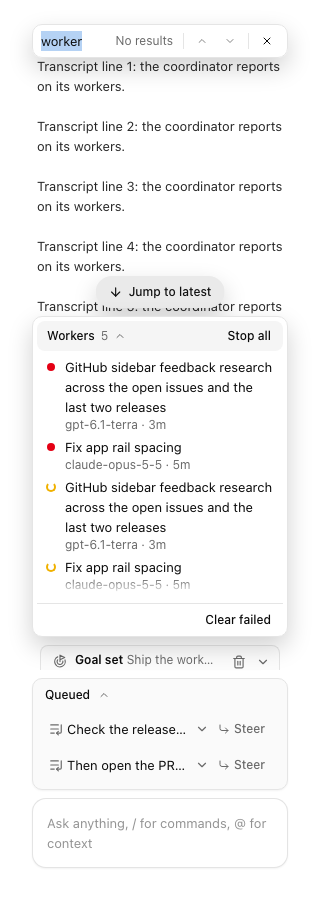 worker No results
Transcript line 1: the coordinator reports
on its workers.
Transcript line 2: the coordinator reports
on its workers.
Transcript line 3: the coordinator reports
on its workers.
Transcript line 4: the coordinator reports
on its workers.
Jump to latest
Transcript line 5: the coordinator reports
Workers 5 Stop all
GitHub sidebar feedback research
across the open issues and the
last two releases
gpt-6.1-terra · 3m
Fix app rail spacing
claude-opus-5-5 · 5m
GitHub sidebar feedback research
across the open issues and the
last two releases
gpt-6.1-terra · 3m
Fix app rail spacing
claude-opus-5-5 · 5m
Clear failed
Goal set Ship the work...
Queued
Check the release... Steer
Then open the PR... Steer
Ask anything, / for commands, @ for
context